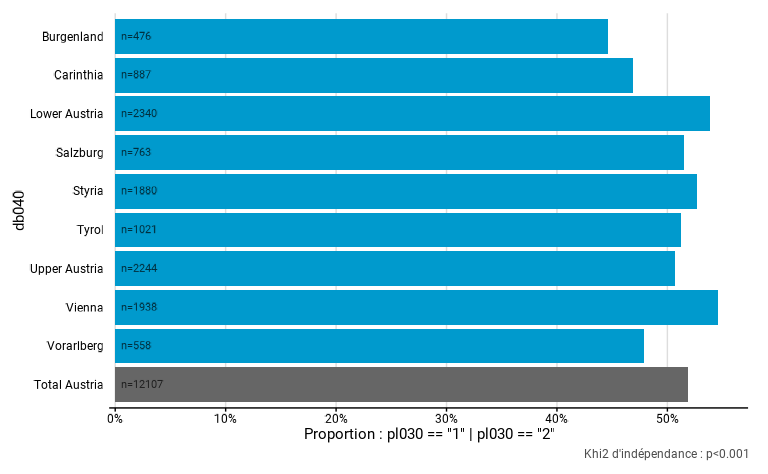 db040
Burgenland n=476
Carinthia n=887
Lower Austria n=2340
Salzburg n=763
Styria n=1880
Tyrol n=1021
Upper Austria n=2244
Vienna n=1938
Vorarlberg n=558
Total Austria n=12107
0% 10% 20% 30% 40% 50%
Proportion : pl030 == "1" | pl030 == "2"
Khi2 d'indépendance : p<0.001